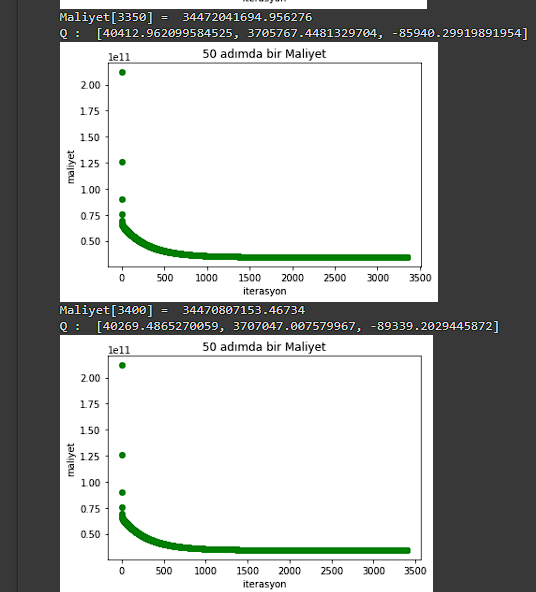 iterasyon
Maliyet[3350] =  34472041694.956276
Q :  [40412.962099584525, 3705767.4481329704, -85940.29919891954]
50 adımda bir Maliyet
1e11
2.00
1.75
1.50
1.25
1.00
0.75
0.50
maliyet
0 500 1000 1500 2000 2500 3000 3500
iterasyon
Maliyet[3400] =  34470807153.46734
Q :  [40269.4865270059, 3707047.007579967, -89339.2029445872]
50 adımda bir Maliyet
1e11
2.00
1.75
1.50
1.25
1.00
0.75
0.50
maliyet
0 500 1000 1500 2000 2500 3000 3500
iterasyon